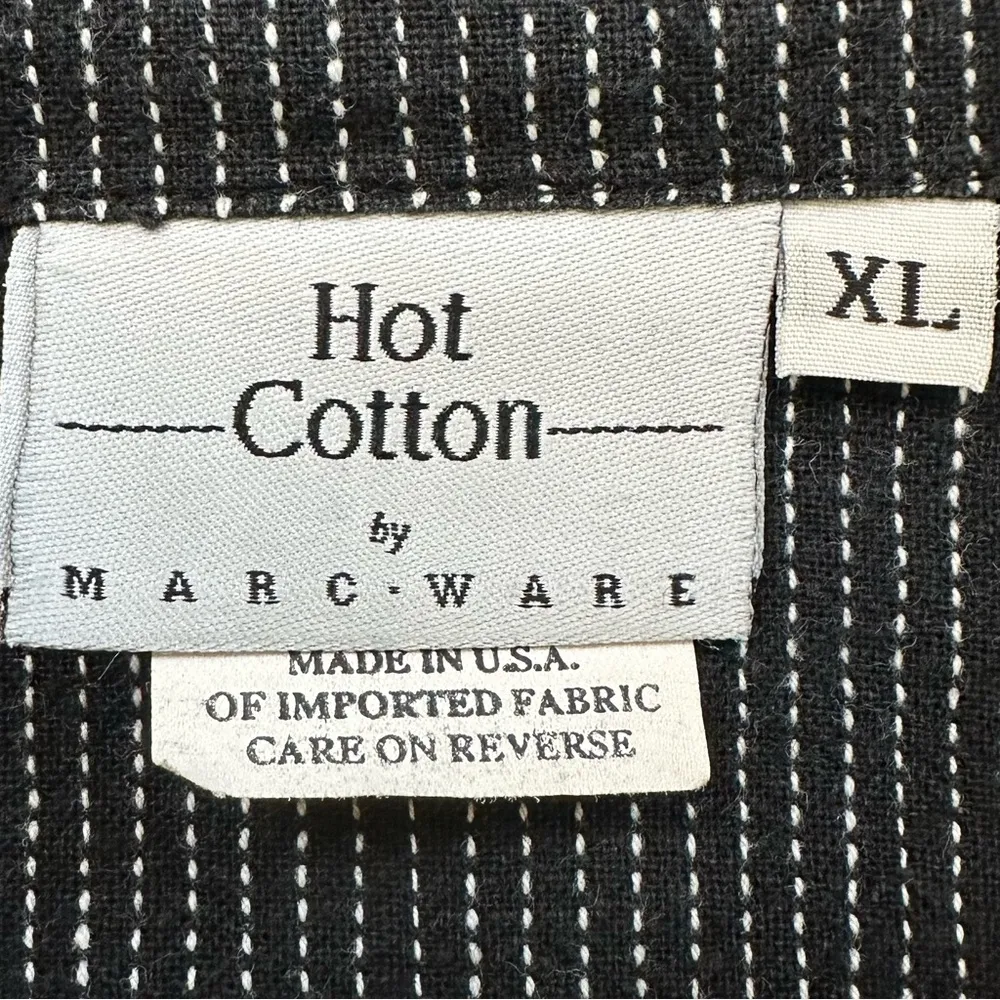 Hot
Cotton
by
MARC·WARE
XL
MADE IN U.S.A.
OF IMPORTED FABRIC
CARE ON REVERSE